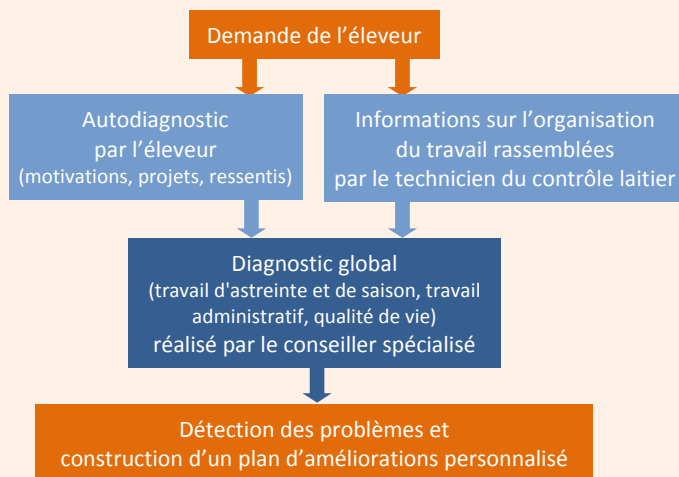 Demande de l’éleveur
Autodiagnostic
par l’éleveur
(motivations, projets, ressentis)
Informations sur l’organisation
du travail rassemblées
par le technicien du contrôle laitier
Diagnostic global
(travail d'astreinte et de saison, travail
administratif, qualité de vie)
réalisé par le conseiller spécialisé
Détection des problèmes et
construction d’un plan d’améliorations personnalisé